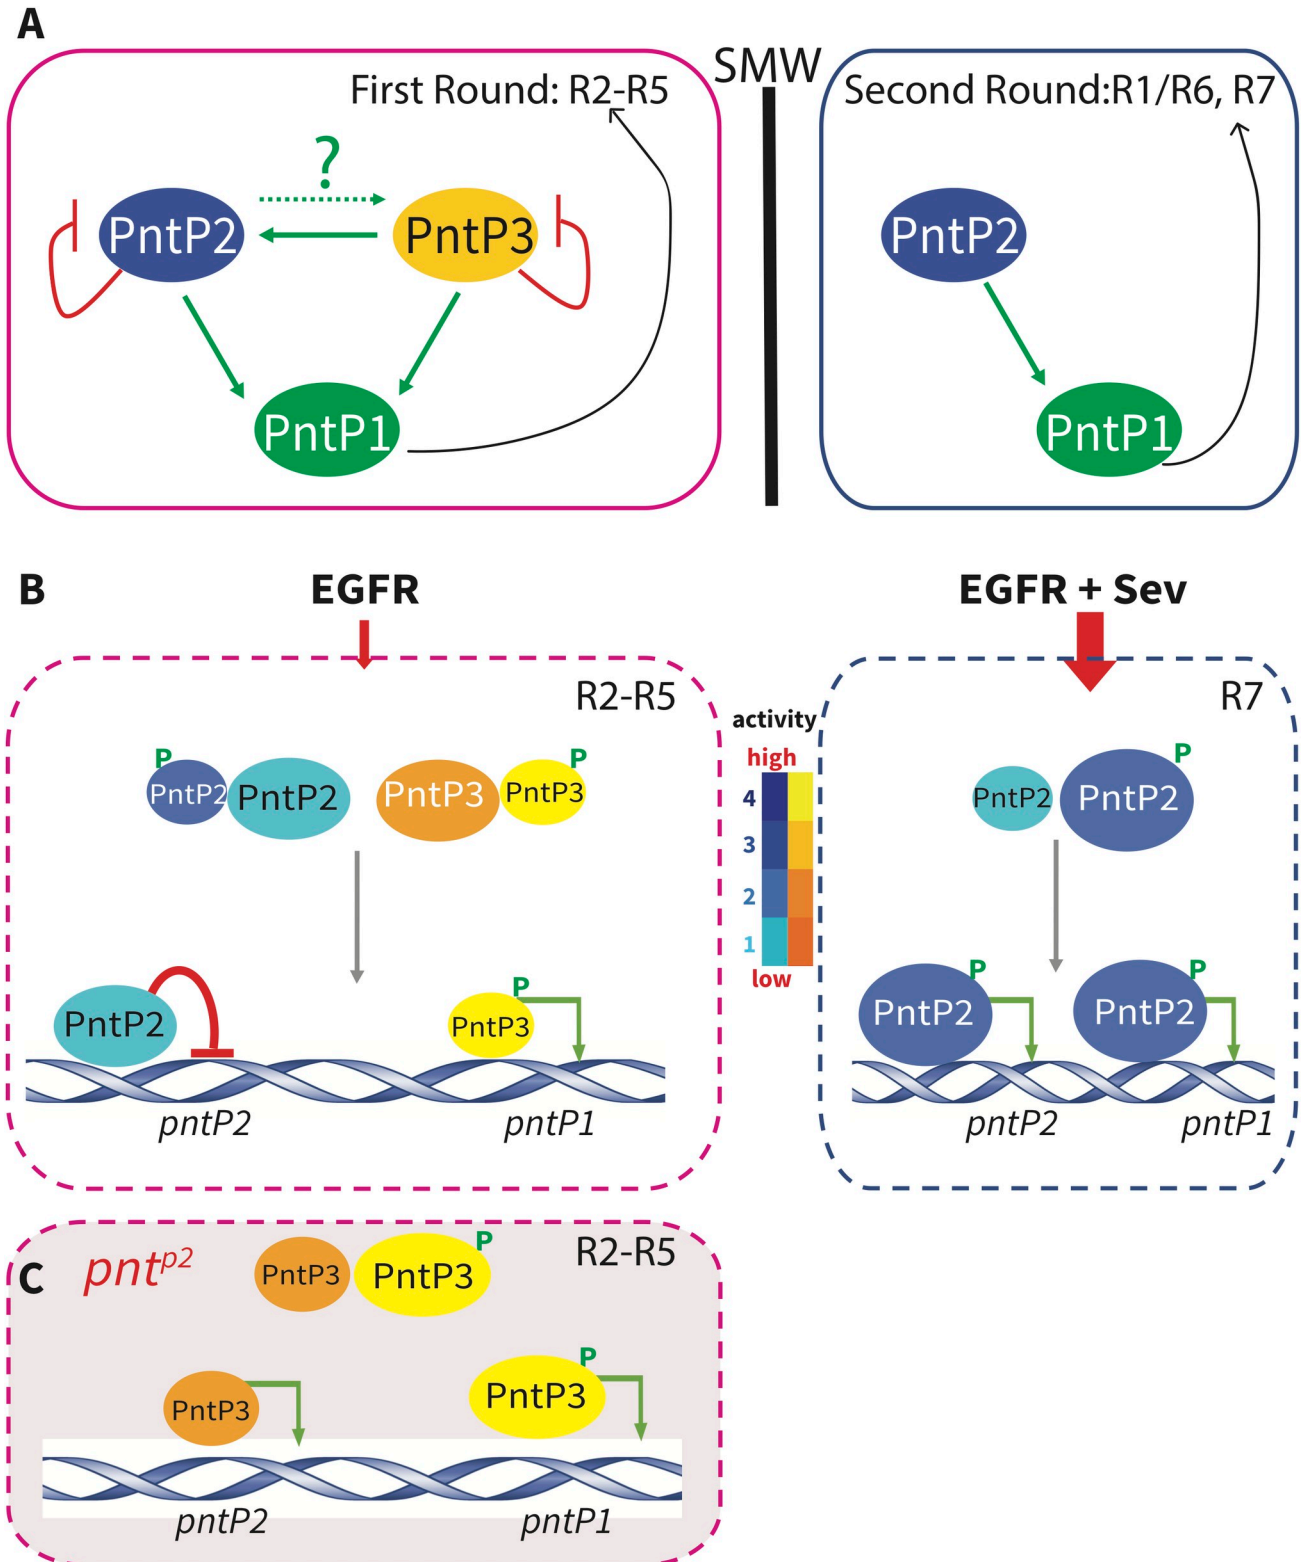 A
First Round: R2-R5
SMW
Second Round:R1/R6, R7
?
PntP2
PntP3
PntP1
PntP2
PntP1
B
EGFR
EGFR + Sev
R2-R5
R7
activity
high
4
3
2
1
low
P
PntP2
PntP2
PntP3
PntP3
P
PntP2
PntP2
P
PntP2
PntP3
P
pntP2
pntP1
PntP2
P
PntP2
P
pntP2
pntP1
C
pntᵖ²
PntP3
PntP3
P
R2-R5
PntP3
PntP3
P
pntP2
pntP1